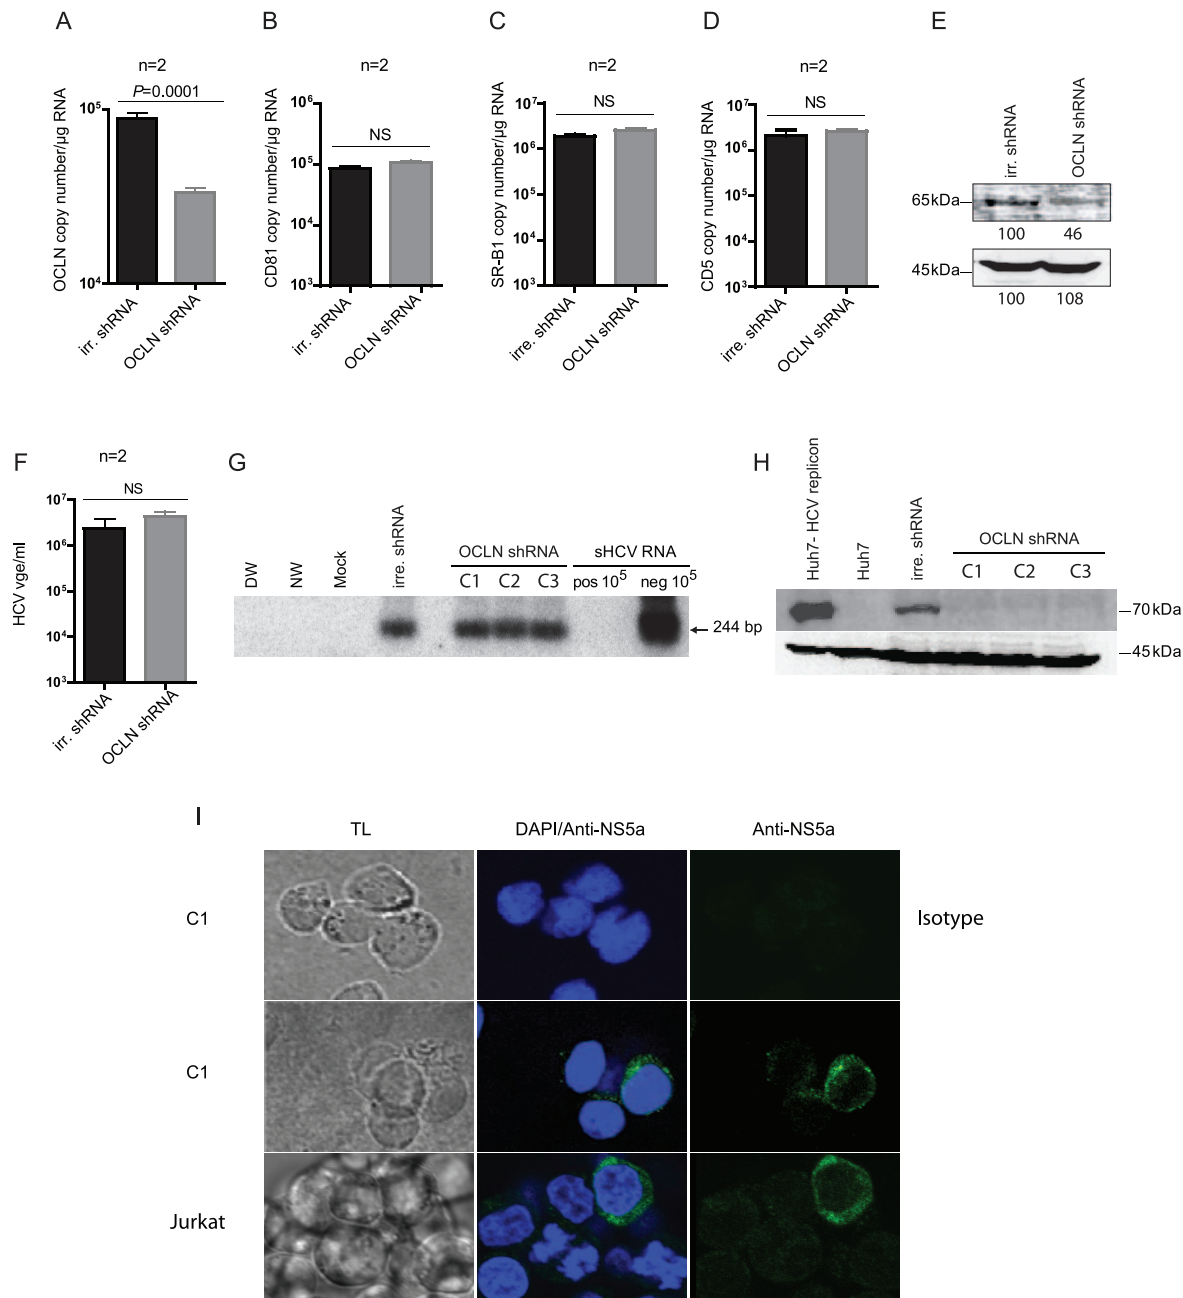 A
n=2
P=0.0001
OCLN copy number/µg RNA
10⁵
10⁴
irr. shRNA
OCLN shRNA
B
n=2
NS
CD81 copy number/µg RNA
10⁶
10⁵
10⁴
10³
irr. shRNA
OCLN shRNA
C
n=2
NS
SR-B1 copy number/µg RNA
10⁷
10⁶
10⁵
10⁴
10³
irre. shRNA
OCLN shRNA
D
n=2
NS
CD5 copy number/µg RNA
10⁷
10⁶
10⁵
10⁴
10³
irre. shRNA
OCLN shRNA
E
irr. shRNA
OCLN shRNA
65kDa
100 46
45kDa
100 108
F
n=2
NS
HCV vge/ml
10⁷
10⁶
10⁵
10⁴
10³
irr. shRNA
OCLN shRNA
G
DW
NW
Mock
irre. shRNA
OCLN shRNA
C1 C2 C3
sHCV RNA
pos 10⁵ neg 10⁵
244 bp
H
Huh7- HCV replicon
Huh7
irre. shRNA
OCLN shRNA
C1 C2 C3
70kDa
45kDa
I
TL DAPI/Anti-NS5a Anti-NS5a
C1 Isotype
C1
Jurkat